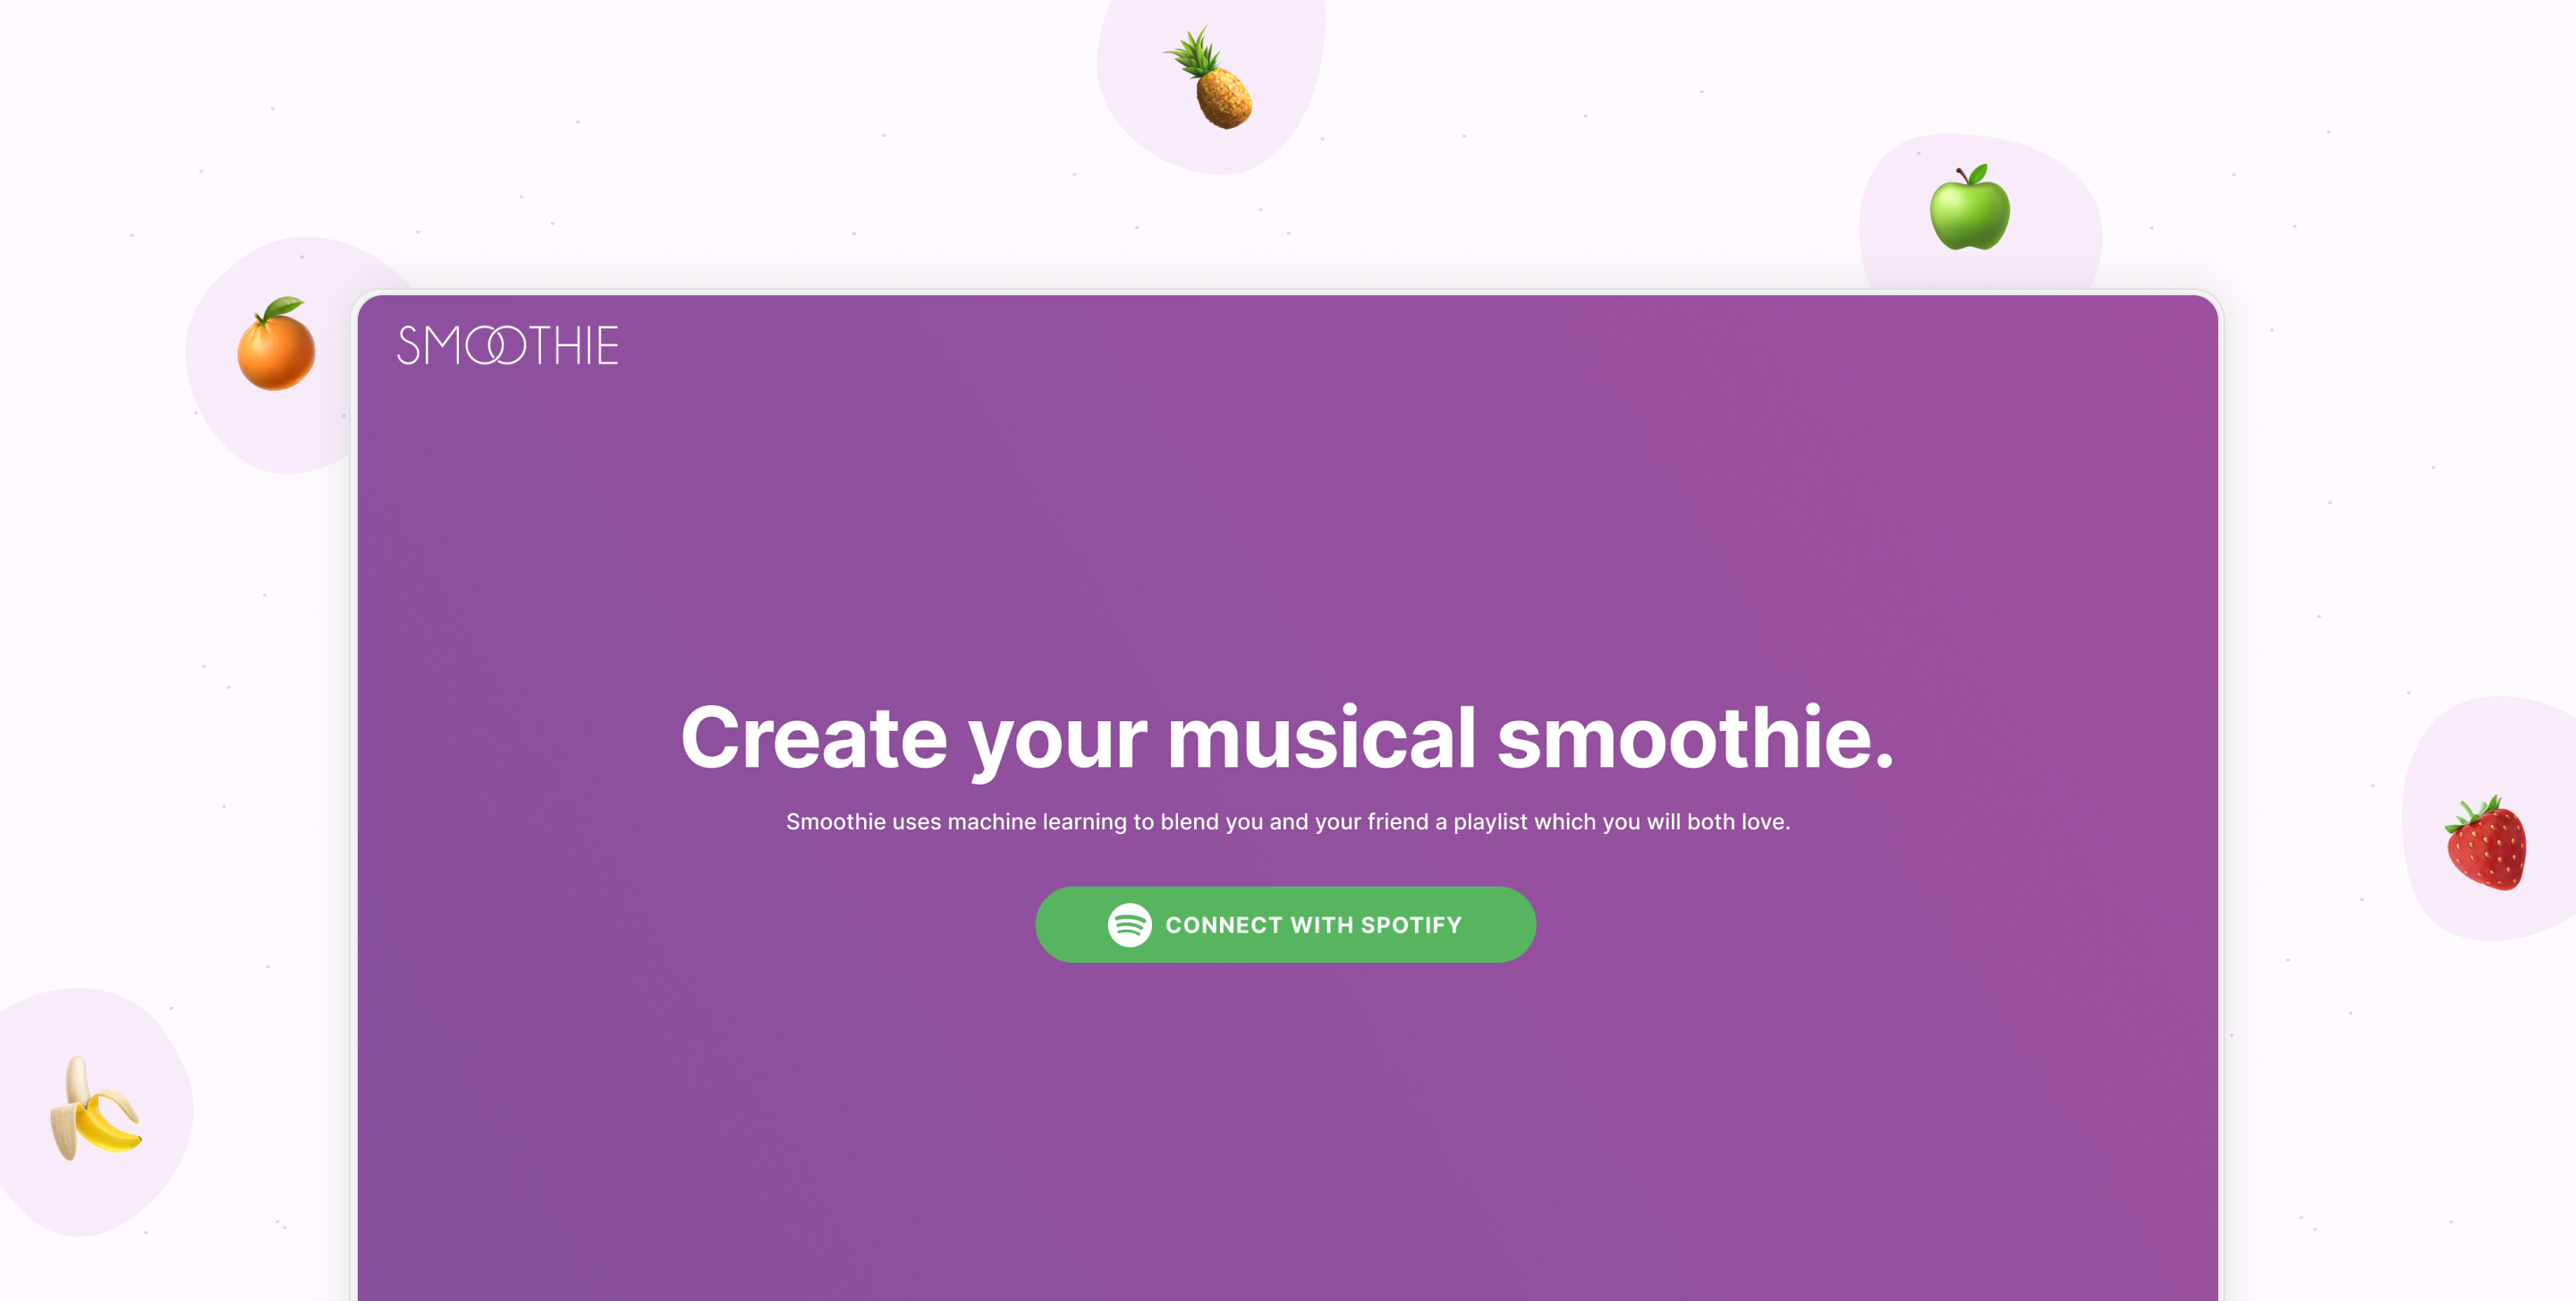 SMOOTHIE
Create your musical smoothie.
Smoothie uses machine learning to blend you and your friend a playlist which you will both love.
CONNECT WITH SPOTIFY